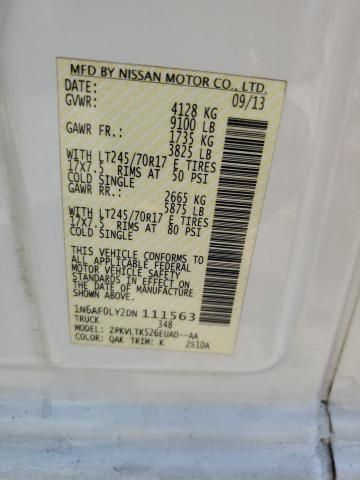 MFD BY NISSAN MOTOR CO., LTD.
DATE: 09/13
GVWR: 4128 KG
9100 LB
GAWR FR.: 1735 KG
3825 LB
WITH LT245/70R17 E TIRES
17X7.5 RIMS AT 50 PSI
COLD SINGLE
GAWR RR.: 2665 KG
5875 LB
WITH LT245/70R17 E TIRES
17X7.5 RIMS AT 80 PSI
COLD SINGLE
THIS VEHICLE CONFORMS TO
ALL APPLICABLE FEDERAL
MOTOR VEHICLE SAFETY
STANDARDS IN EFFECT ON
THE DATE OF MANUFACTURE
SHOWN ABOVE.
1N6AF0LY2DN 111563
TRUCK 348
MODEL: ZPKVLTK526EUAD--AA
COLOR: QAK TRIM: K 2S10A